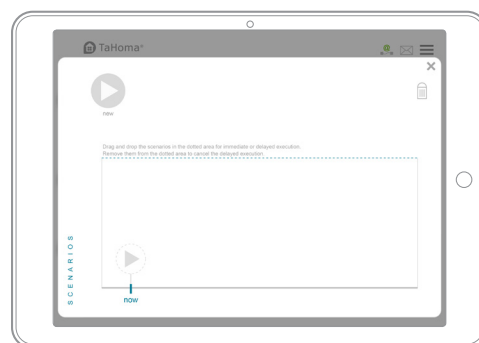 TaHoma®
now
Drag and drop the scenarios in the dotted area for immediate or delayed execution.
Remove them from the dotted area to cancel the delayed execution.
SCENARIOS
now